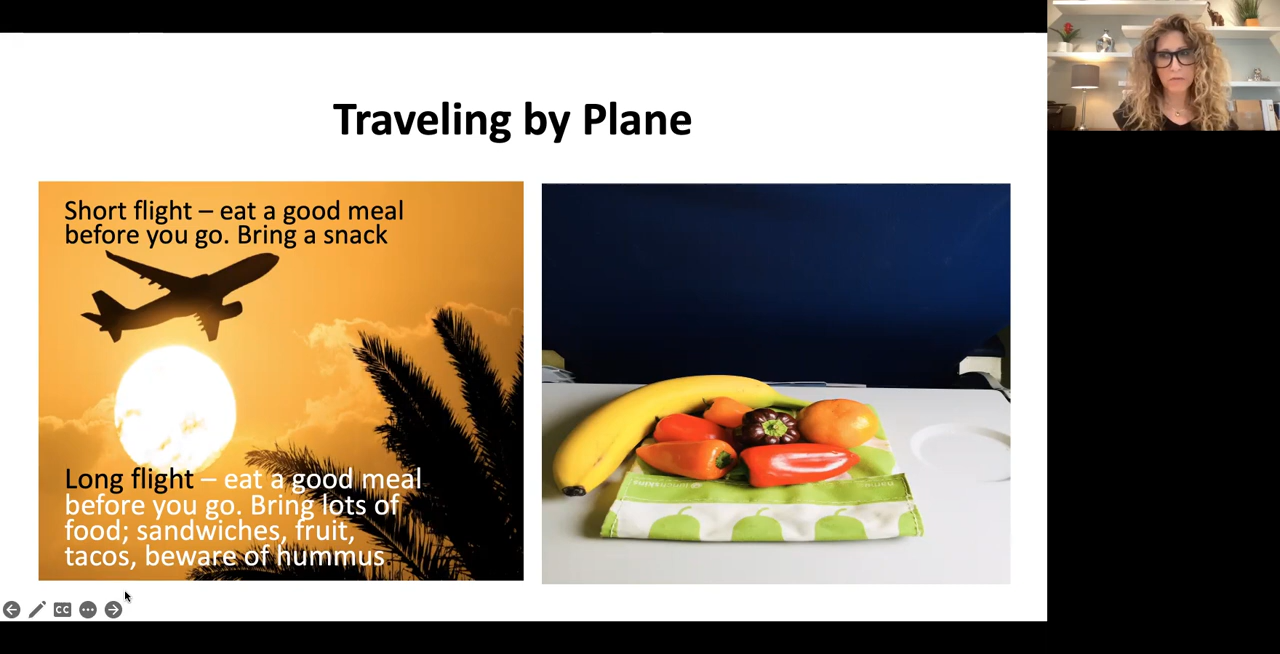 Traveling by Plane
Short flight – eat a good meal
before you go. Bring a snack
Long flight – eat a good meal
before you go. Bring lots of
food; sandwiches, fruit,
tacos, beware of hummus
CC